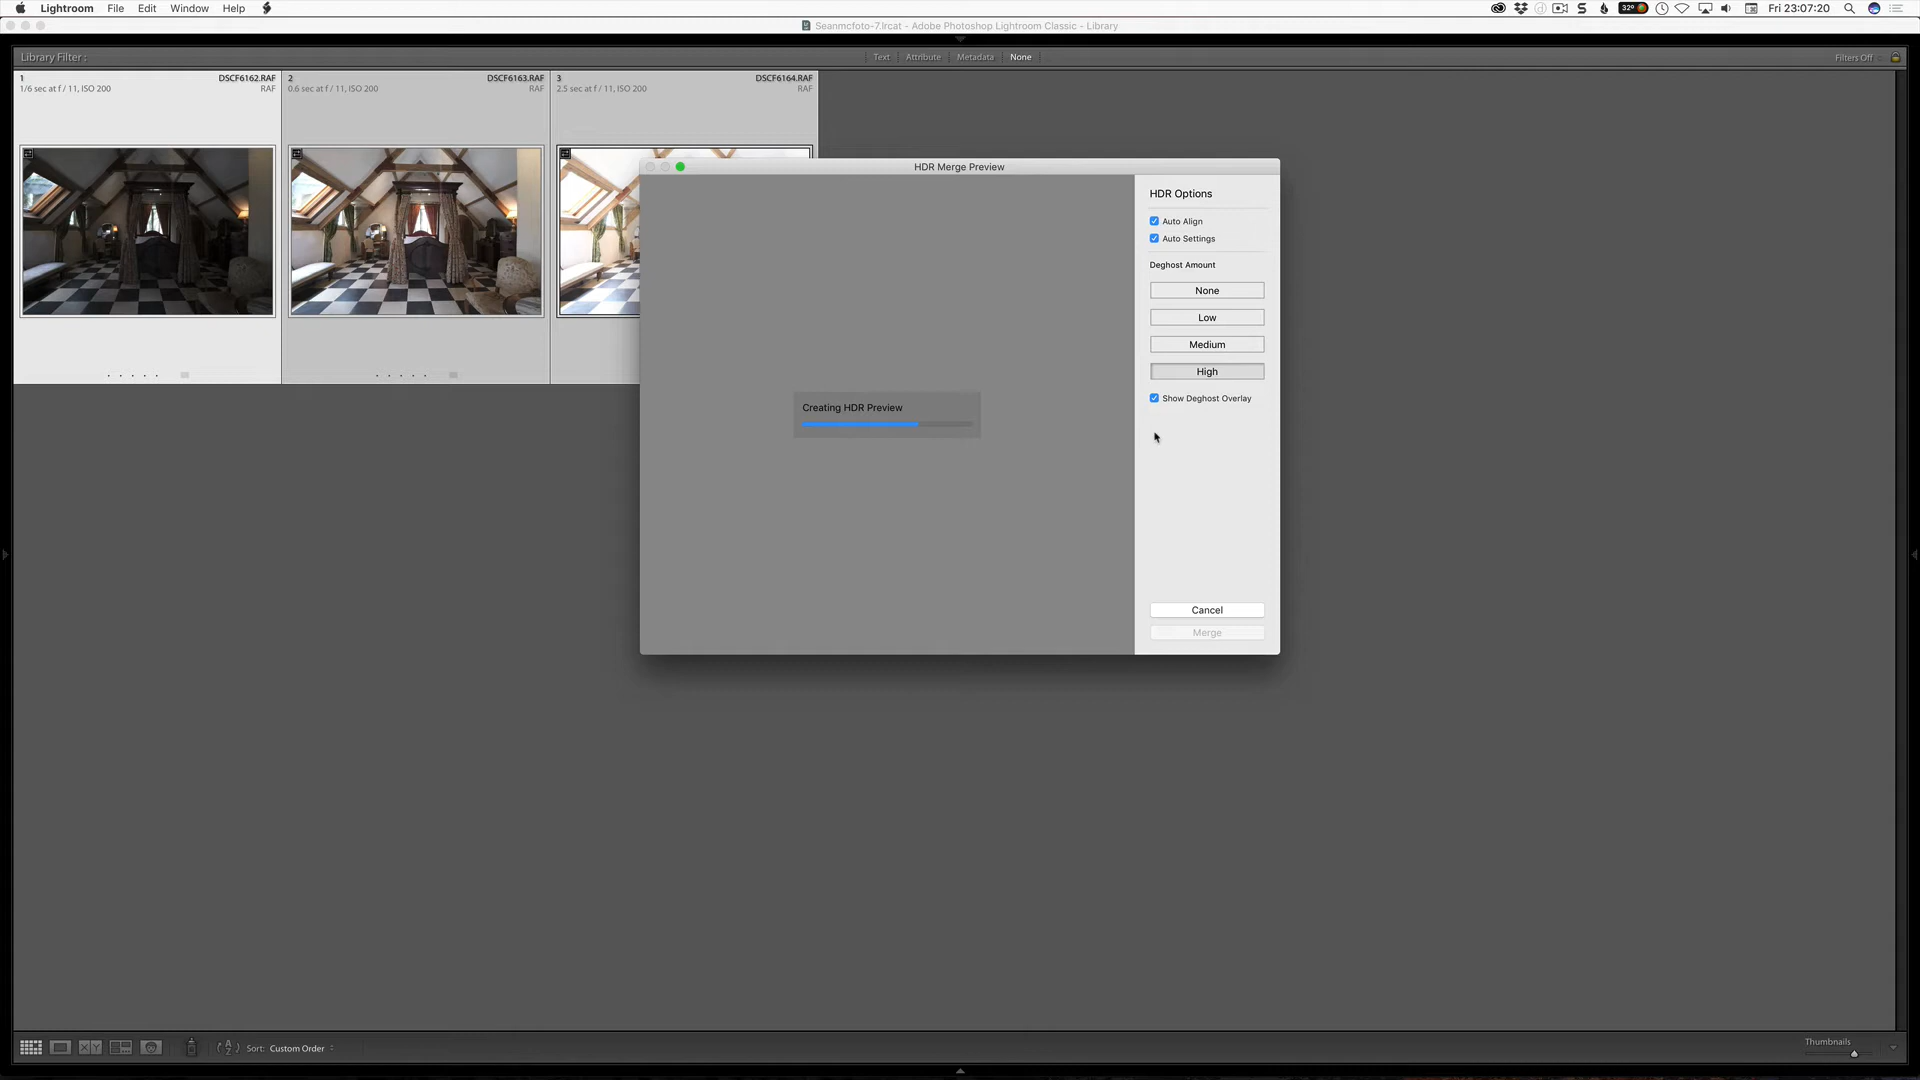 Lightroom File Edit Window Help 32° Fri 23:07:20
Seanmcfoto-7.lrcat - Adobe Photoshop Lightroom Classic - Library
Library Filter : Text Attribute Metadata None Filters Off
1 DSCF6162.RAF
1/6 sec at f / 11, ISO 200 RAF
2 DSCF6163.RAF
0.6 sec at f / 11, ISO 200 RAF
3 DSCF6164.RAF
2.5 sec at f / 11, ISO 200 RAF
HDR Merge Preview
HDR Options
Auto Align
Auto Settings
Deghost Amount
None
Low
Medium
High
Show Deghost Overlay
Creating HDR Preview
Cancel
Merge
Sort: Custom Order
Thumbnails